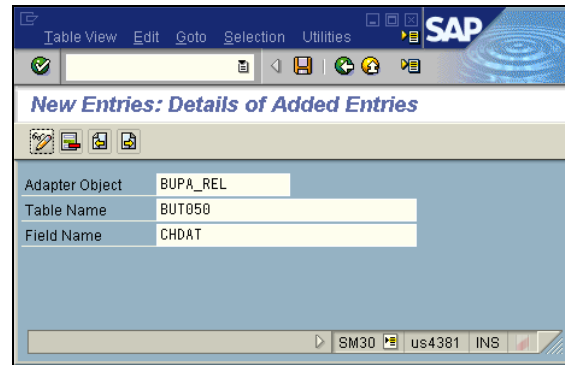 Table View Edit Goto Selection Utilities
SAP
New Entries: Details of Added Entries
Adapter Object BUPA_REL
Table Name BUT050
Field Name CHDAT
SM30 us4381 INS